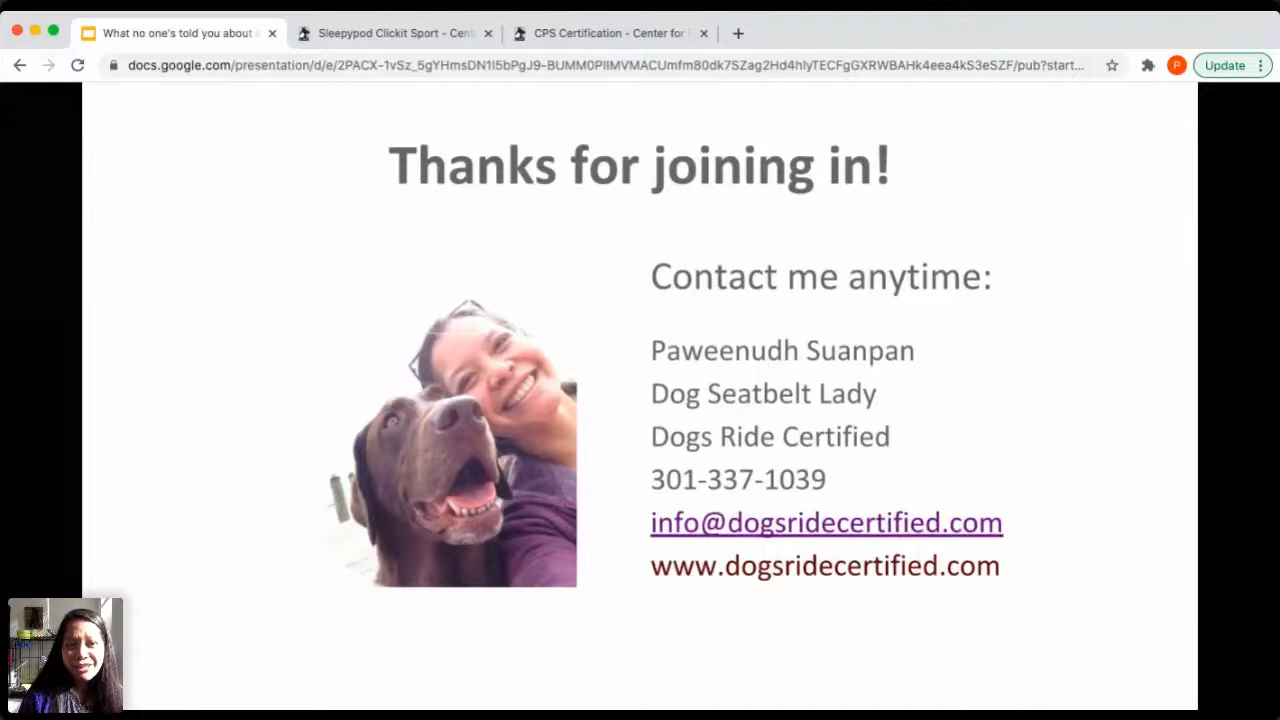 What no one's told you about
Sleepypod Clickit Sport - Cent
CPS Certification - Center for
docs.google.com/presentation/d/e/2PACX-1vSz_5gYHmsDN1I5bPgJ9-BUMM0PIIMVMACUmfm80dk7SZag2Hd4hlyTECFgGXRWBAHk4eea4kS3eSZF/pub?start...
P
Update
Thanks for joining in!
Contact me anytime:
Paweenudh Suanpan
Dog Seatbelt Lady
Dogs Ride Certified
301-337-1039
info@dogsridecertified.com
www.dogsridecertified.com